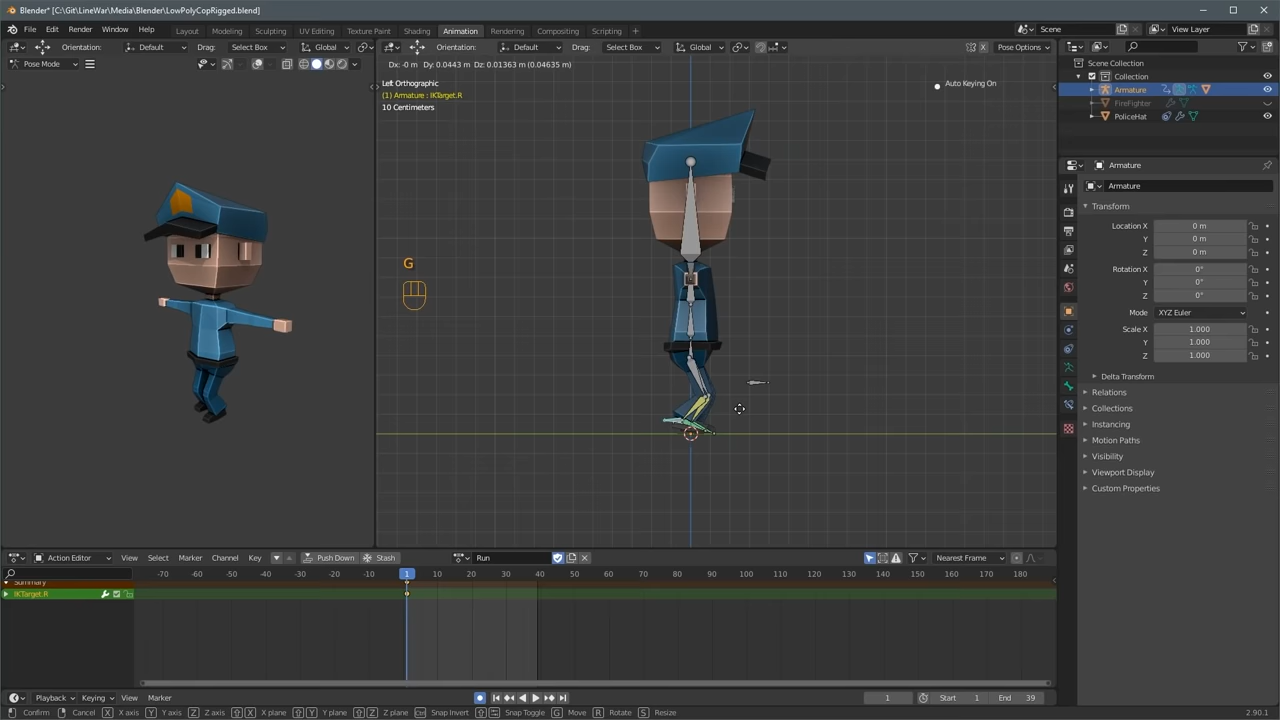 Blender* [C:\Git\LineWar\Media\Blender\LowPolyCopRigged.blend]
File Edit Render Window Help Layout Modeling Sculpting UV Editing Texture Paint Shading Animation Rendering Compositing Scripting + Scene View Layer
Orientation: Default Drag: Select Box Global Orientation: Default Drag: Select Box Global Pose Options
Pose Mode
Dx: -0 m Dy: 0.0443 m Dz: 0.01363 m (0.04635 m)
Left Orthographic
(1) Armature : IKTarget.R
10 Centimeters
Auto Keying On
G
Scene Collection
Collection
Armature
FireFighter
PoliceHat
Armature
Armature
Transform
Location X 0 m
Y 0 m
Z 0 m
Rotation X 0°
Y 0°
Z 0°
Mode XYZ Euler
Scale X 1.000
Y 1.000
Z 1.000
Delta Transform
Relations
Collections
Instancing
Motion Paths
Visibility
Viewport Display
Custom Properties
Action Editor View Select Marker Channel Key Push Down Stash Run Nearest Frame
-70 -60 -50 -40 -30 -20 -10 1 10 20 30 40 50 60 70 80 90 100 110 120 130 140 150 160 170 180
Summary
IKTarget.R
Playback Keying View Marker 1 Start 1 End 39
Confirm Cancel X X axis Y Y axis Z Z axis X X plane Y Y plane Z Z plane Ctrl Snap Invert Snap Toggle G Move R Rotate S Resize 2.90.1